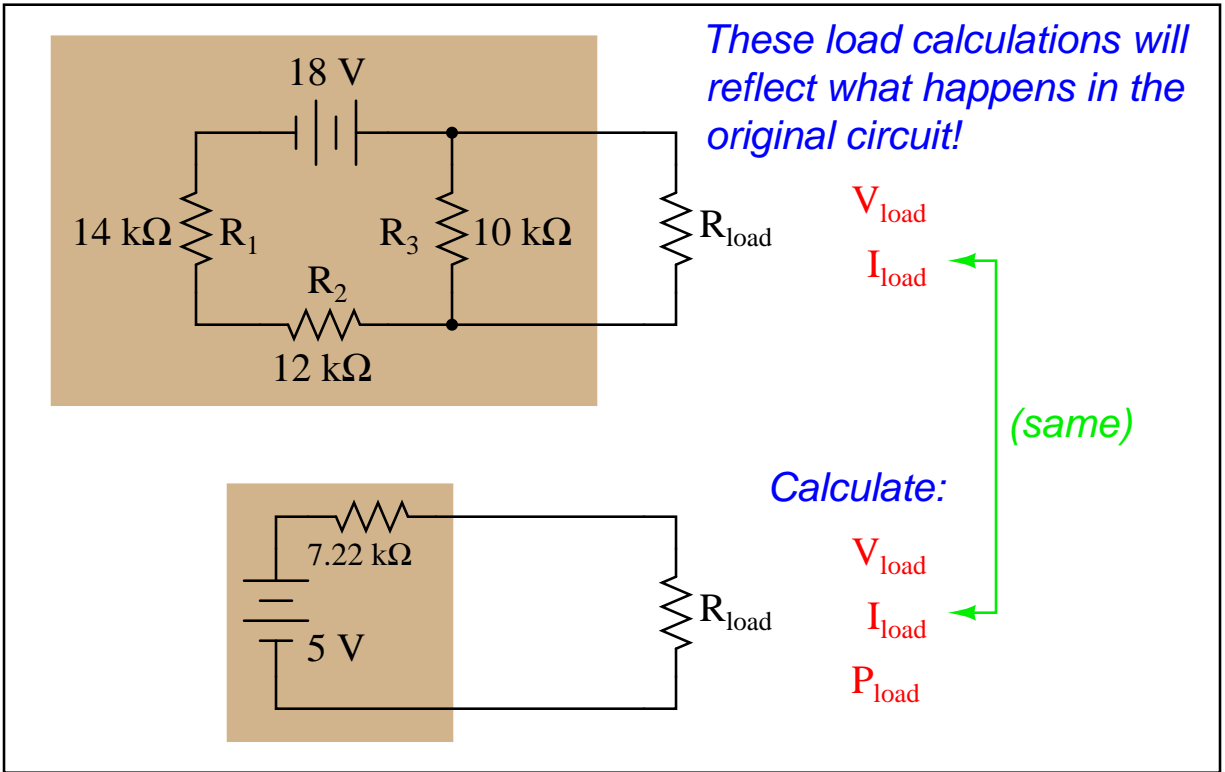 These load calculations will
reflect what happens in the
original circuit!
18 V
14 kΩ R1 R3 10 kΩ Rload
R2
12 kΩ
Vload
Iload
(same)
Calculate:
7.22 kΩ
5 V
Rload
Vload
Iload
Pload